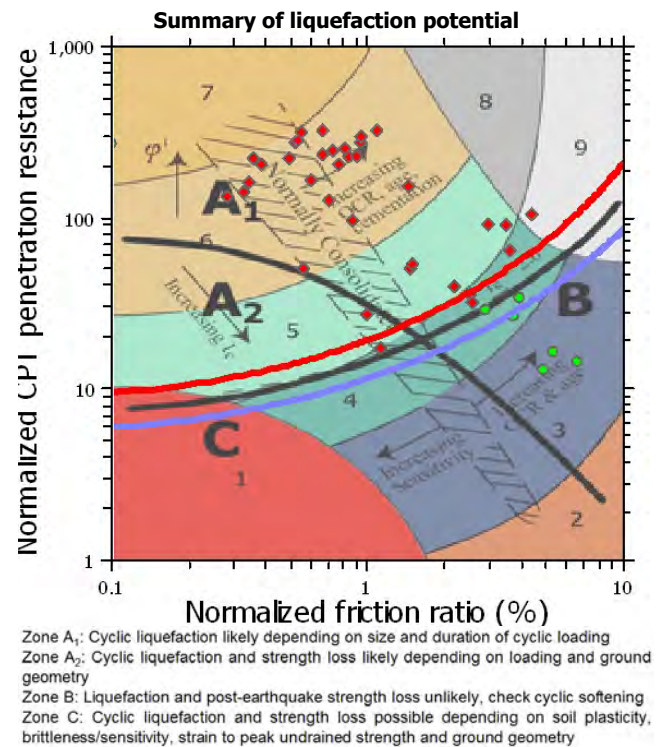 Summary of liquefaction potential
Normalized CPT penetration resistance
1,000
100
10
1
7
8
9
φ'
A1
Normally Consolidated
Increasing
OCR, age,
cementation
6
A2
Increasing Ic
5
B
4
C
Increasing
OCR & age
Increasing
Sensitivity
3
1
2
0.1
1
10
Normalized friction ratio (%)
Zone A1: Cyclic liquefaction likely depending on size and duration of cyclic loading
Zone A2: Cyclic liquefaction and strength loss likely depending on loading and ground
geometry
Zone B: Liquefaction and post-earthquake strength loss unlikely, check cyclic softening
Zone C: Cyclic liquefaction and strength loss possible depending on soil plasticity,
brittleness/sensitivity, strain to peak undrained strength and ground geometry